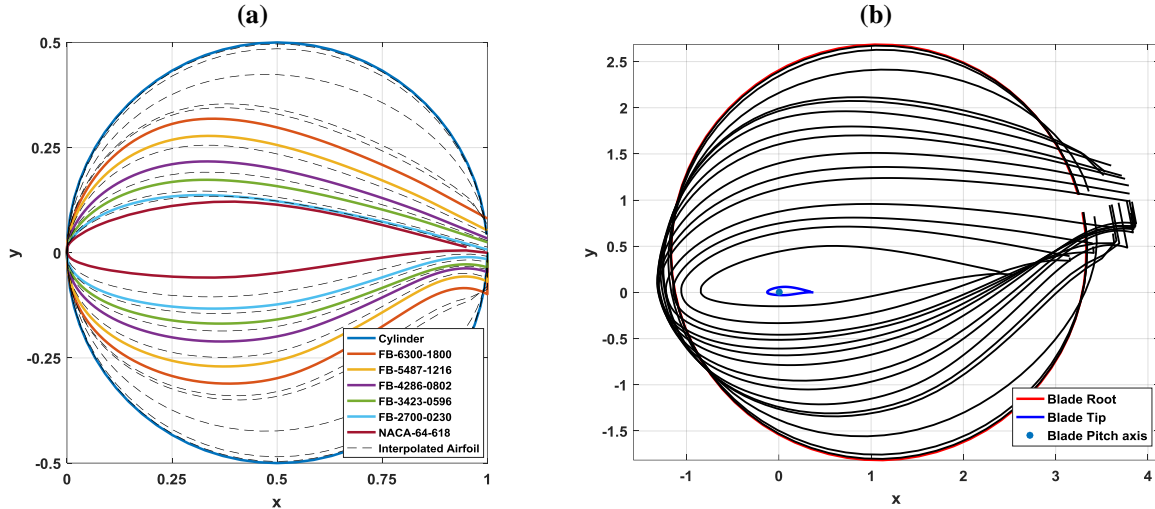 (a)
0.5
0.25
0
-0.25
-0.5
y
0
0.25
0.5
0.75
1
x
Cylinder
FB-6300-1800
FB-5487-1216
FB-4286-0802
FB-3423-0596
FB-2700-0230
NACA-64-618
Interpolated Airfoil
(b)
2.5
2
1.5
1
0.5
0
-0.5
-1
-1.5
y
-1
0
1
2
3
4
x
Blade Root
Blade Tip
Blade Pitch axis